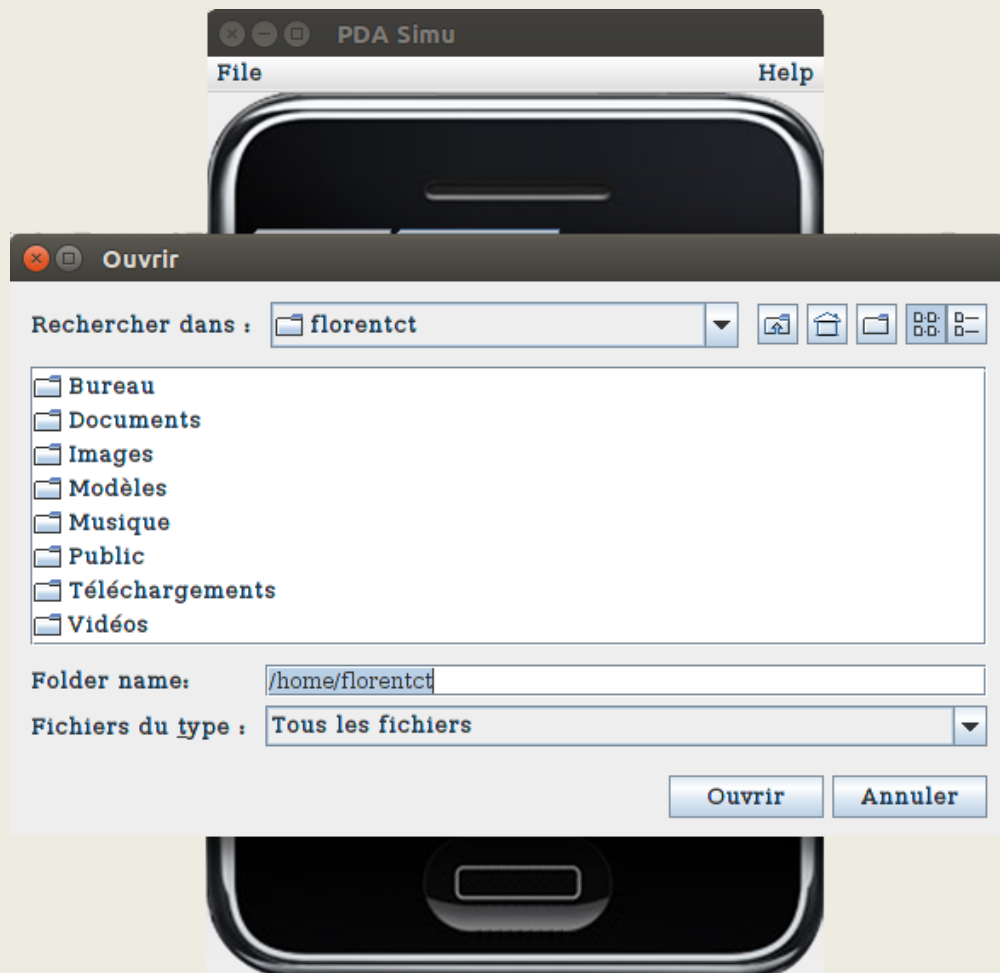 PDA Simu
File Help
Ouvrir
Rechercher dans : florentct
Bureau
Documents
Images
Modèles
Musique
Public
Téléchargements
Vidéos
Folder name: /home/florentct
Fichiers du type : Tous les fichiers
Ouvrir Annuler